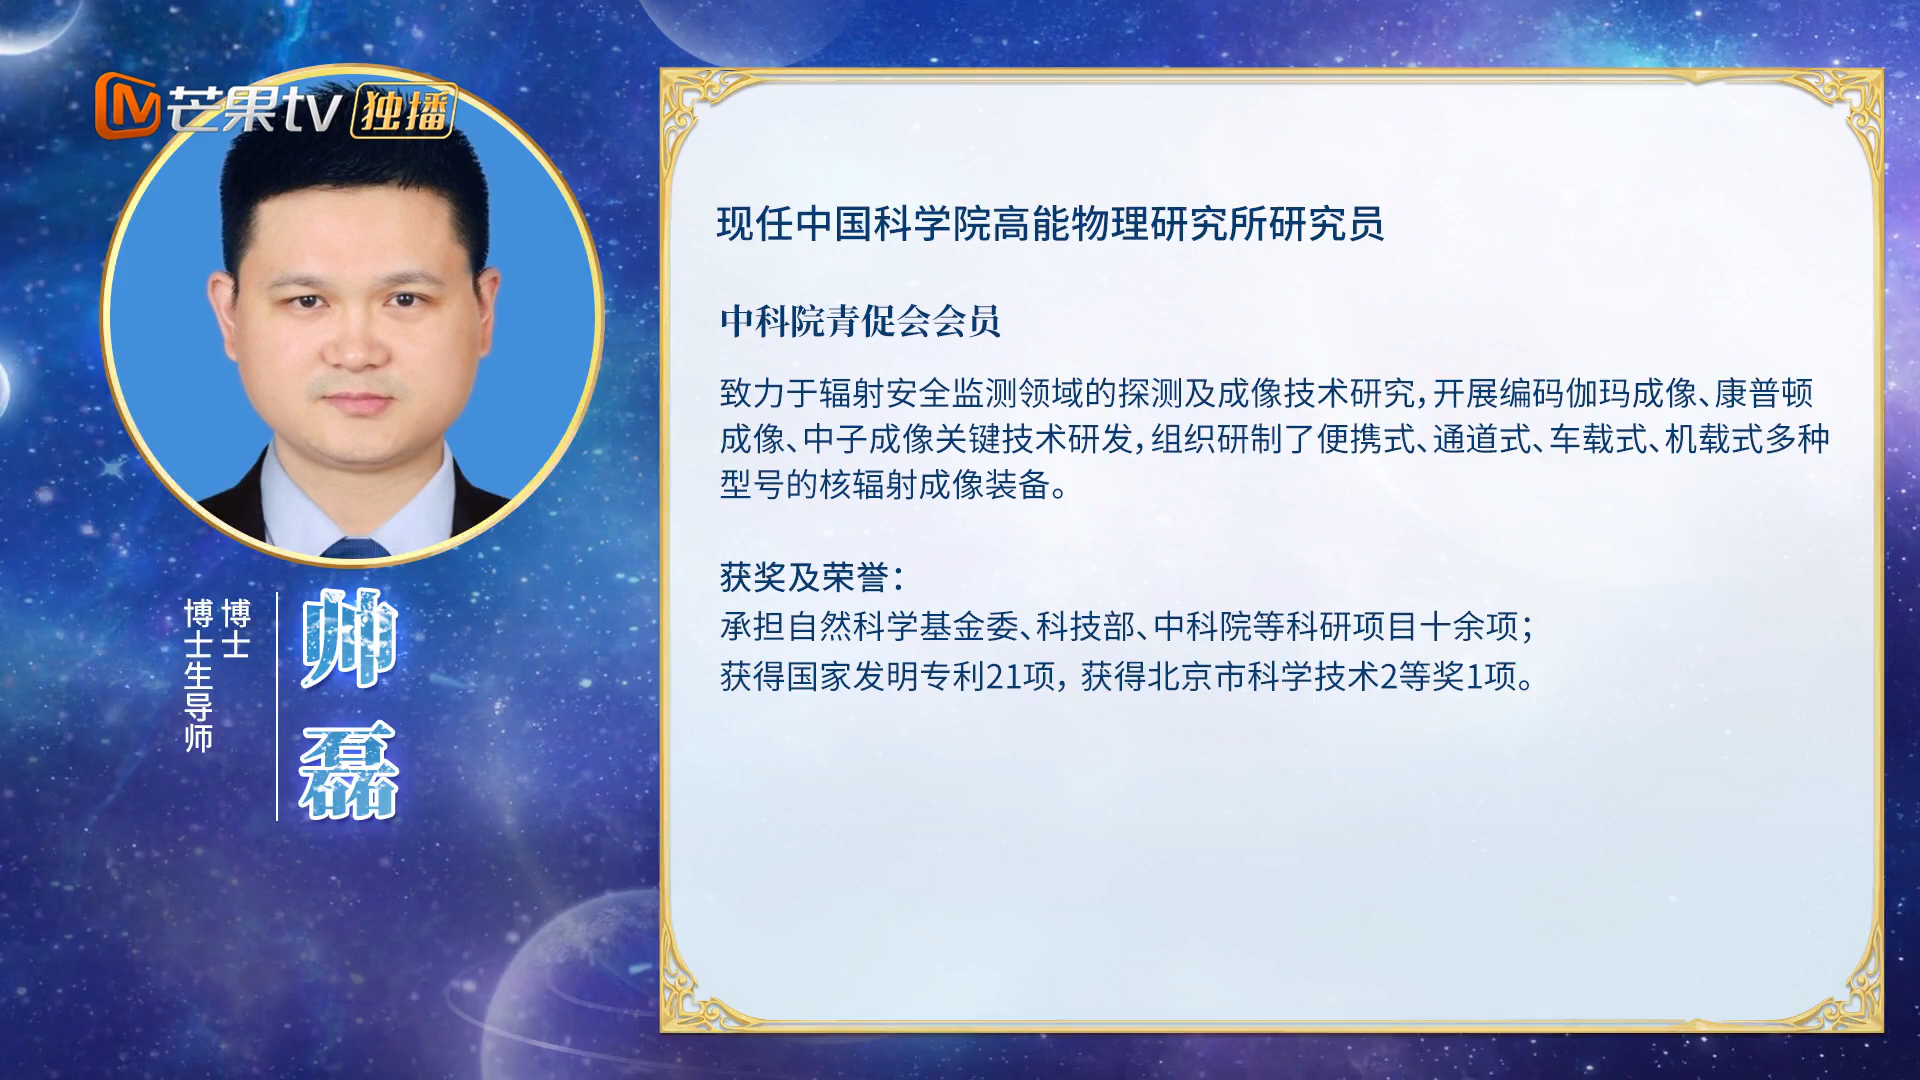 芒果tv 独播
帅磊
博士
博士生导师
现任中国科学院高能物理研究所研究员
中科院青促会会员
致力于辐射安全监测领域的探测及成像技术研究，开展编码伽玛成像、康普顿
成像、中子成像关键技术研发，组织研制了便携式、通道式、车载式、机载式多种
型号的核辐射成像装备。
获奖及荣誉：
承担自然科学基金委、科技部、中科院等科研项目十余项；
获得国家发明专利21项，获得北京市科学技术2等奖1项。